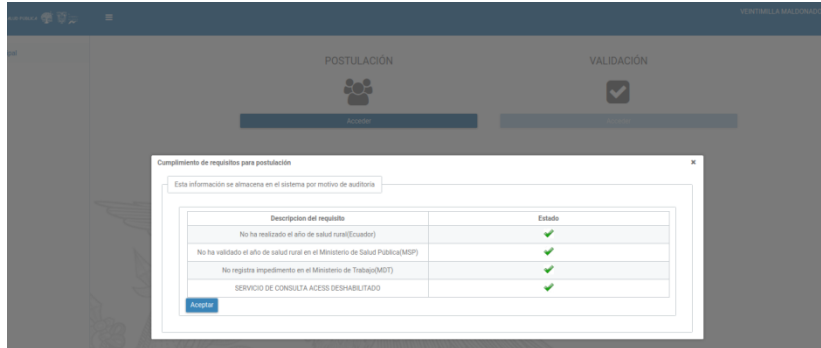 VEINTIMILLA MALDONADO
POSTULACIÓN
VALIDACIÓN
Acceder
Cumplimiento de requisitos para postulación
Esta información se almacena en el sistema por motivo de auditoría
Descripcion del requisito Estado
No ha realizado el año de salud rural(Ecuador)
No ha validado el año de salud rural en el Ministerio de Salud Publica(MSP)
No registra impedimento en el Ministerio de Trabajo(MDT)
SERVICIO DE CONSULTA ACESS DESHABILITADO
Aceptar